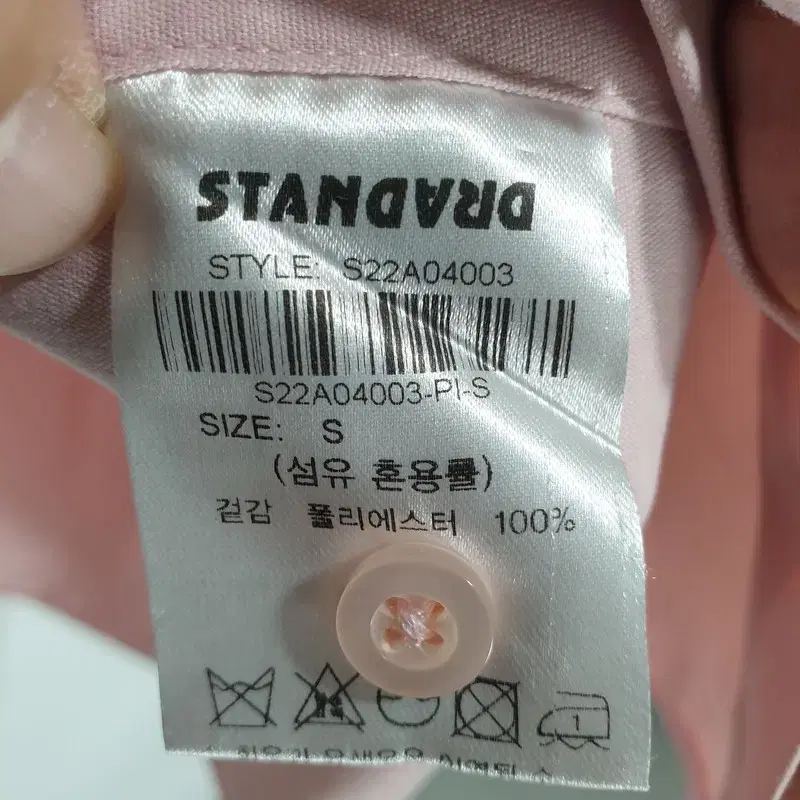 STANDARD
STYLE: S22A04003
S22A04003-PI-S
SIZE: S
(섬유 혼용률)
겉감 폴리에스터 100%